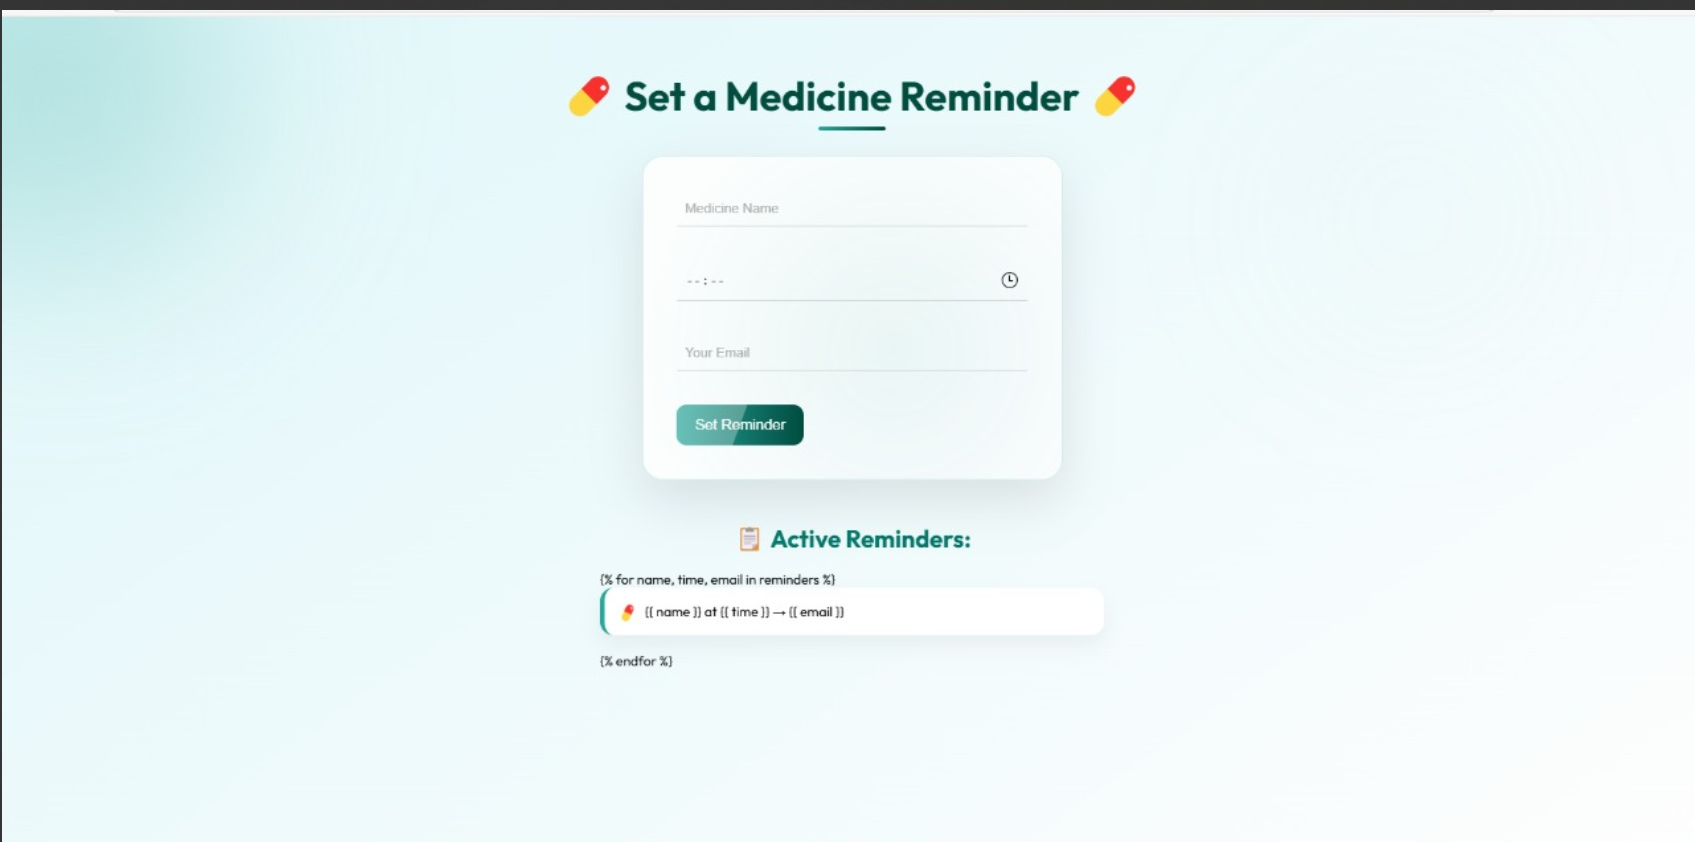 Set a Medicine Reminder
Medicine Name
--:--
Your Email
Set Reminder
Active Reminders:
{% for name, time, email in reminders %}
{{ name }} at {{ time }} → {{ email }}
{% endfor %}